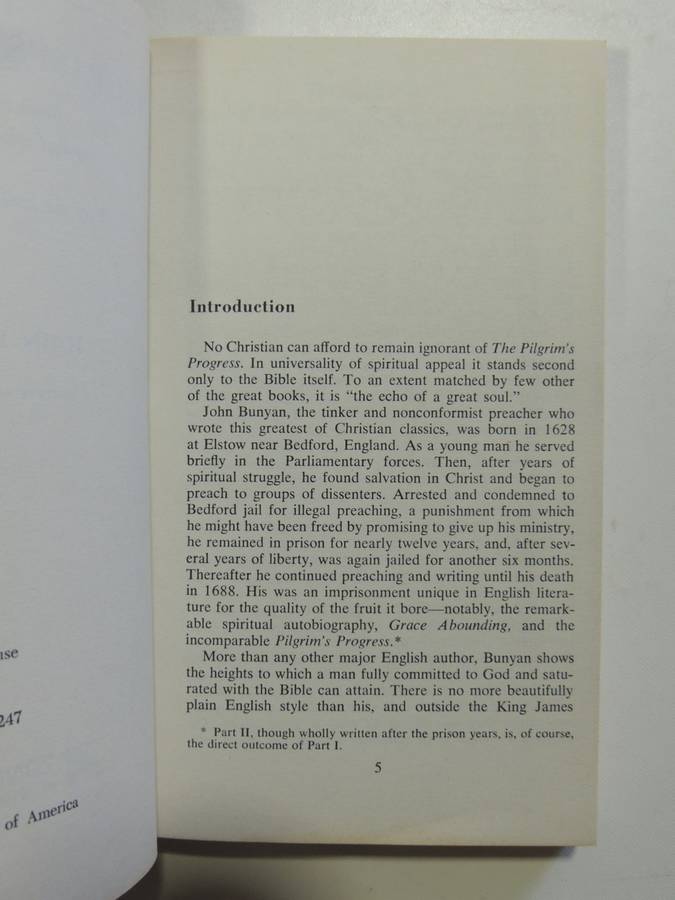 use
247
of America
Introduction
No Christian can afford to remain ignorant of The Pilgrim's
Progress. In universality of spiritual appeal it stands second
only to the Bible itself. To an extent matched by few other
of the great books, it is “the echo of a great soul.”
John Bunyan, the tinker and nonconformist preacher who
wrote this greatest of Christian classics, was born in 1628
at Elstow near Bedford, England. As a young man he served
briefly in the Parliamentary forces. Then, after years of
spiritual struggle, he found salvation in Christ and began to
preach to groups of dissenters. Arrested and condemned to
Bedford jail for illegal preaching, a punishment from which
he might have been freed by promising to give up his ministry,
he remained in prison for nearly twelve years, and, after sev-
eral years of liberty, was again jailed for another six months.
Thereafter he continued preaching and writing until his death
in 1688. His was an imprisonment unique in English litera-
ture for the quality of the fruit it bore—notably, the remark-
able spiritual autobiography, Grace Abounding, and the
incomparable Pilgrim's Progress.*
More than any other major English author, Bunyan shows
the heights to which a man fully committed to God and satu-
rated with the Bible can attain. There is no more beautifully
plain English style than his, and outside the King James
* Part II, though wholly written after the prison years, is, of course,
the direct outcome of Part I.
5